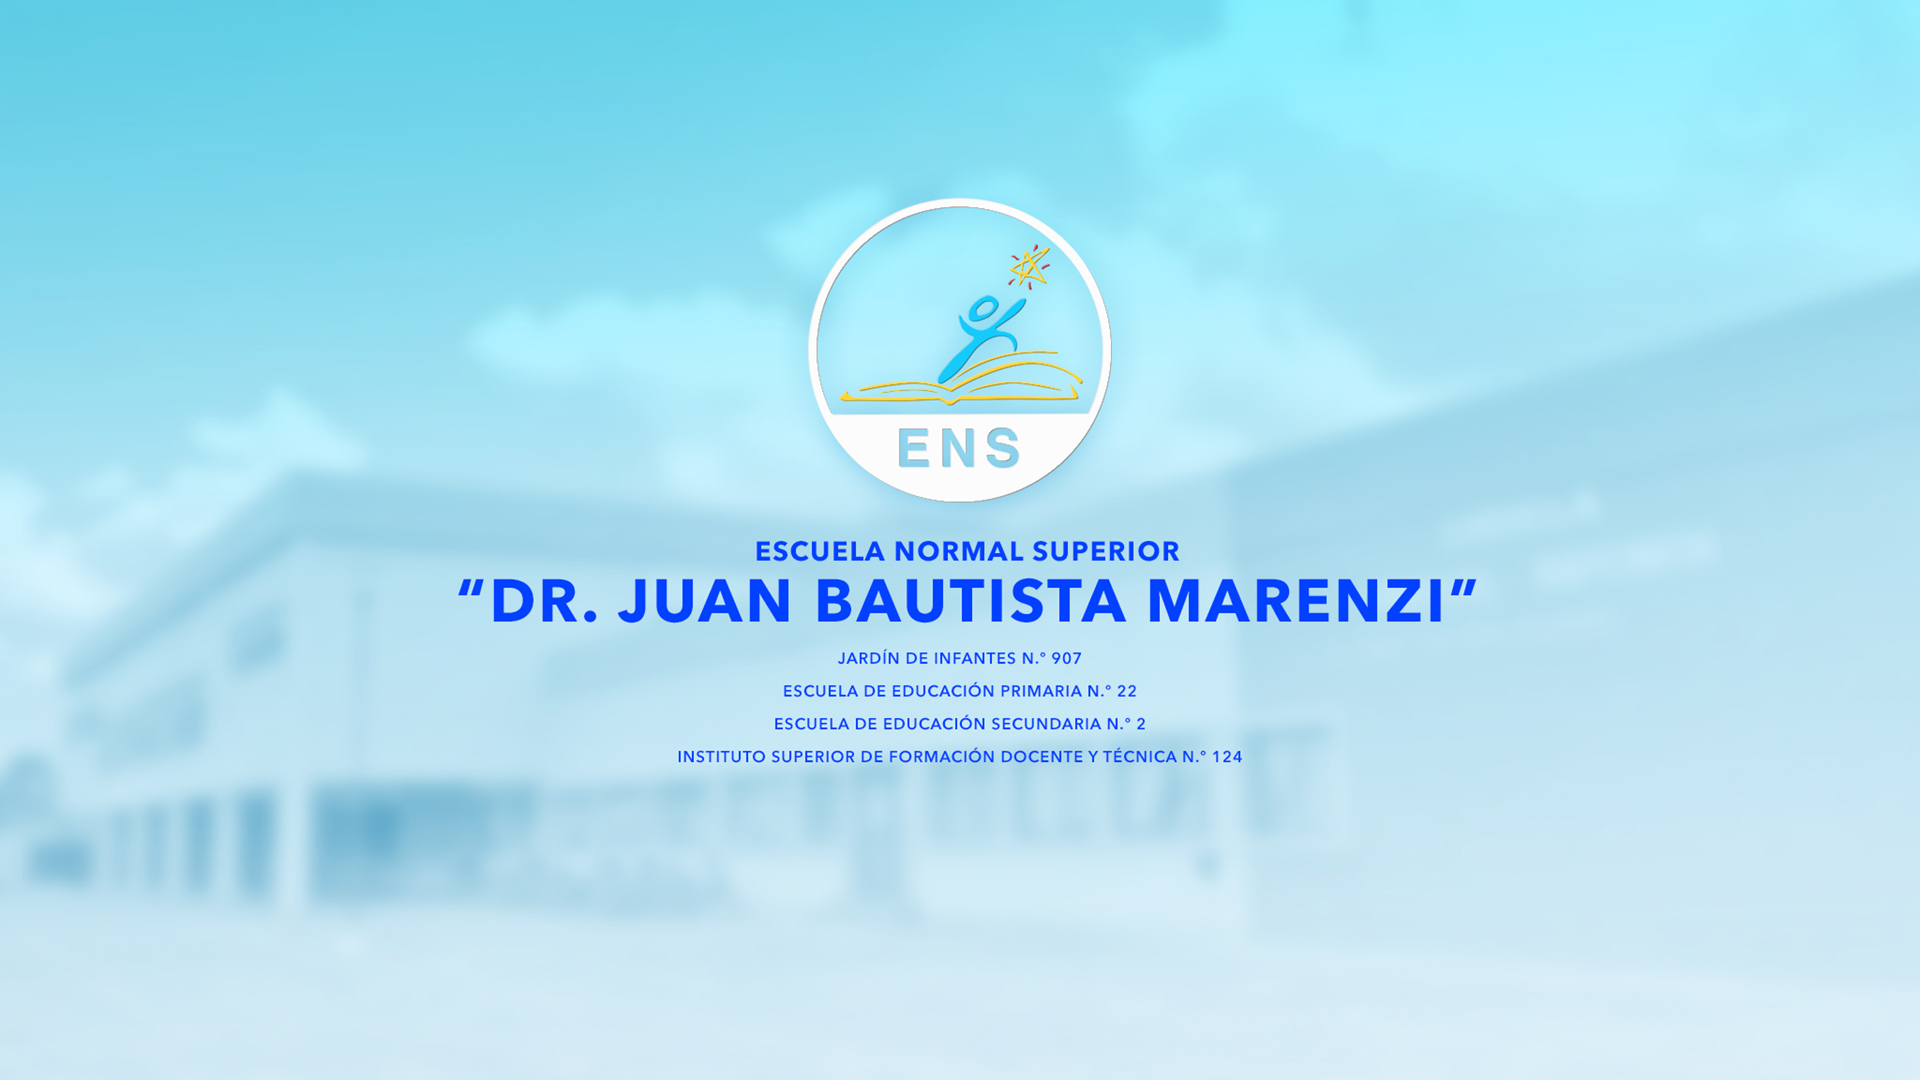 ENS
ESCUELA NORMAL SUPERIOR
“DR. JUAN BAUTISTA MARENZI”
JARDÍN DE INFANTES N.° 907
ESCUELA DE EDUCACIÓN PRIMARIA N.° 22
ESCUELA DE EDUCACIÓN SECUNDARIA N.° 2
INSTITUTO SUPERIOR DE FORMACIÓN DOCENTE Y TÉCNICA N.° 124